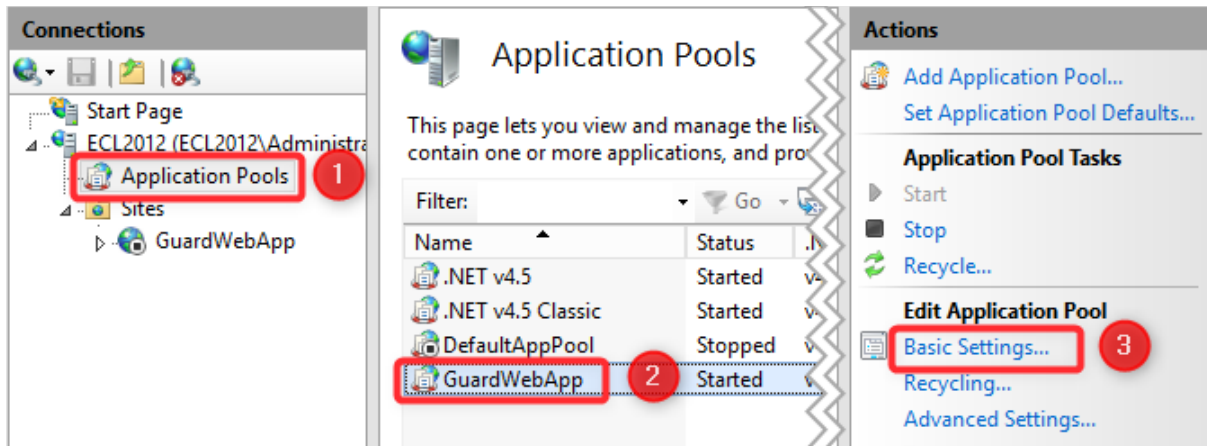 Connections
Start Page
ECL2012 (ECL2012\Administra
Application Pools
1
Sites
GuardWebApp
Application Pools
This page lets you view and manage the list
contain one or more applications, and pro
Filter:
Go
Name Status
.NET v4.5 Started
.NET v4.5 Classic Started
DefaultAppPool Stopped
GuardWebApp 2 Started
Actions
Add Application Pool...
Set Application Pool Defaults...
Application Pool Tasks
Start
Stop
Recycle...
Edit Application Pool
Basic Settings... 3
Recycling...
Advanced Settings...